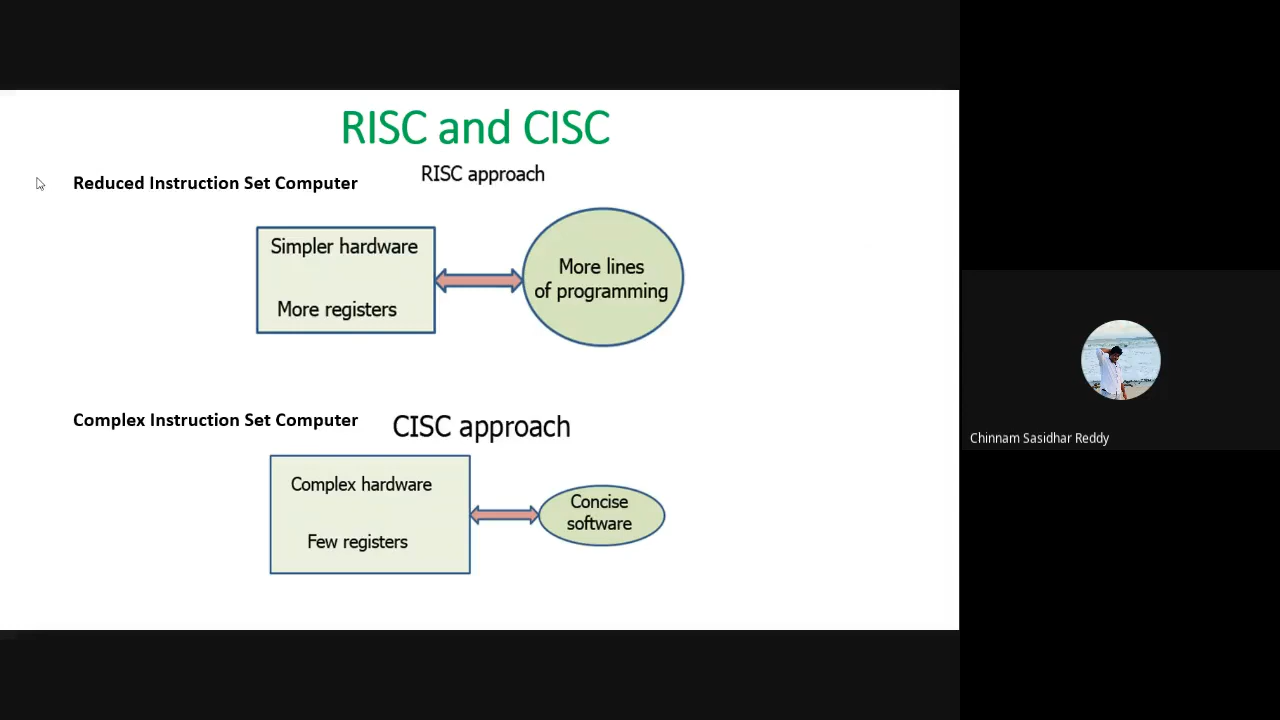 RISC and CISC
RISC approach
Reduced Instruction Set Computer
Simpler hardware
More registers
More lines
of programming
Complex Instruction Set Computer
CISC approach
Complex hardware
Few registers
Concise
software
Chinnam Sasidhar Reddy